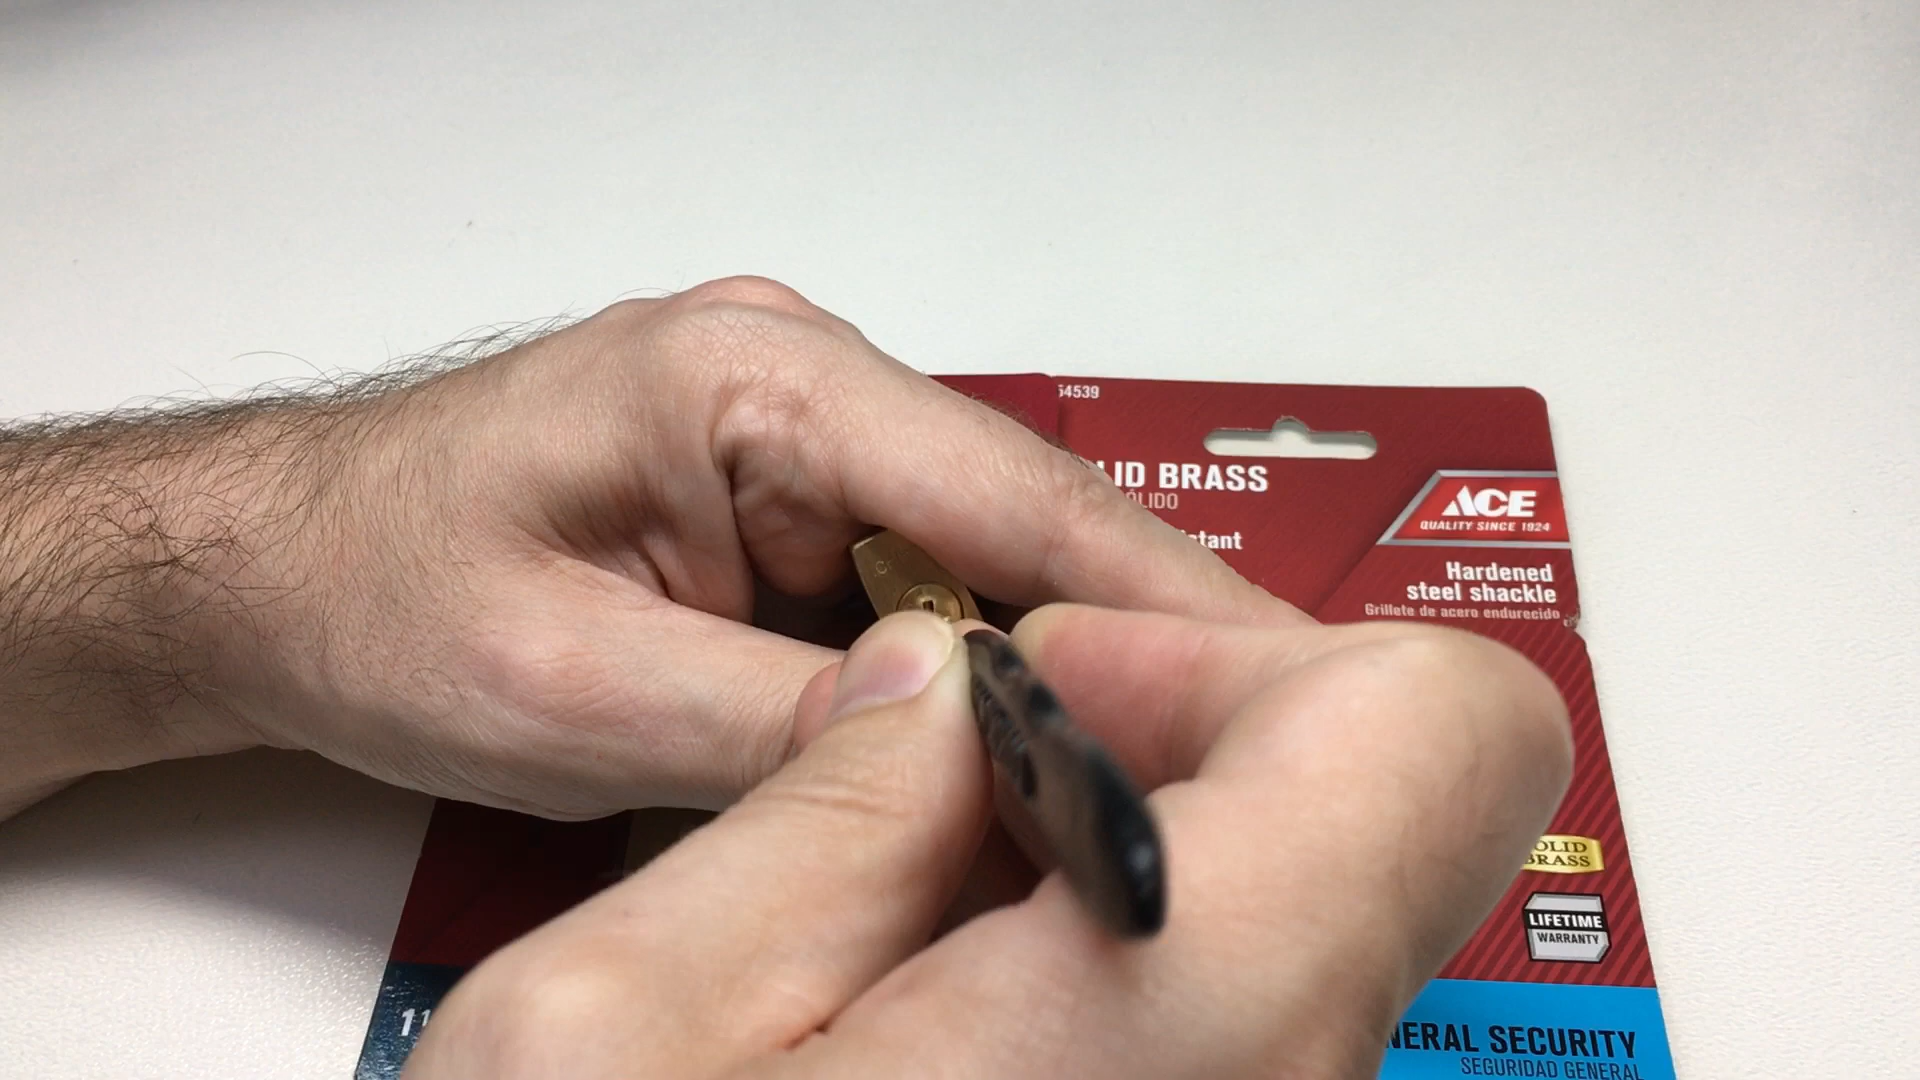 54539
LID BRASS
ÓLIDO
stant
ACE
QUALITY SINCE 1924
Hardened
steel shackle
Grillete de acero endurecido
OLID
BRASS
LIFETIME
WARRANTY
11
NERAL SECURITY
SEGURIDAD GENERAL